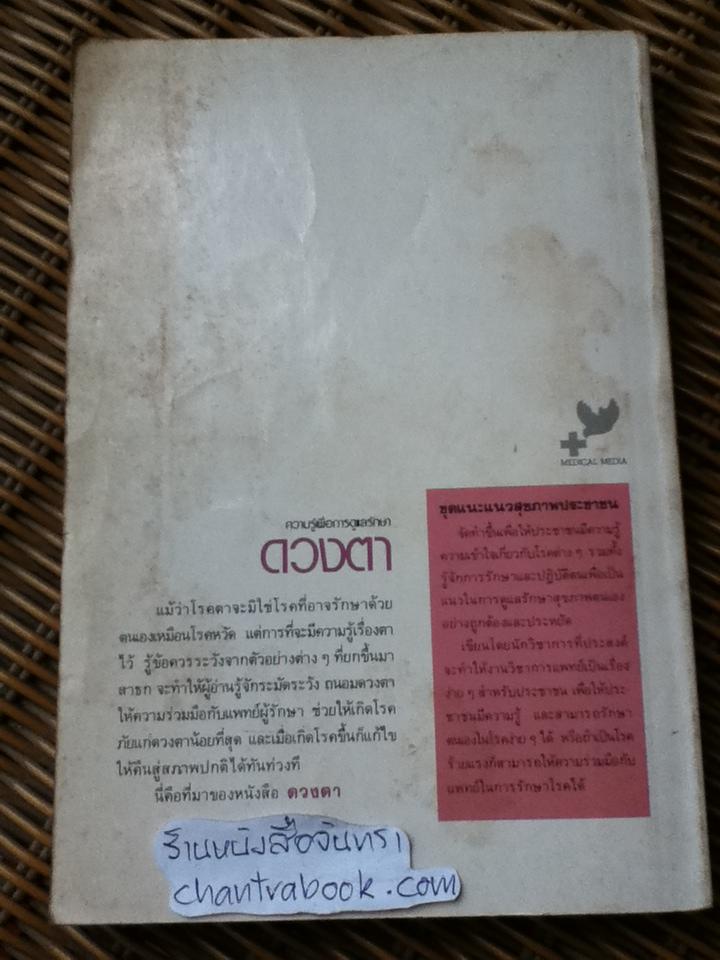 MEDICAL MEDIA
ความรู้เพื่อการดูแลรักษา
ดวงตา
แม้ว่าโรคตาจะมิใช่โรคที่อาจรักษาด้วย
ตนเองเหมือนโรคหวัด แต่การที่จะมีความรู้เรื่องตา
ไว้ รู้ข้อควรระวังจากตัวอย่างต่าง ๆ ที่ยกขึ้นมา
สาธก จะทำให้ผู้อ่านรู้จักระมัดระวัง ถนอมดวงตา
ให้ความร่วมมือกับแพทย์ผู้รักษา ช่วยให้เกิดโรค
ภัยแก่ดวงตาน้อยที่สุด และเมื่อเกิดโรคขึ้นก็แก้ไข
ให้คืนสู่สภาพปกติได้ทันท่วงที
นี่คือที่มาของหนังสือ ดวงตา
ชุดแนะแนวสุขภาพประชาชน
จัดทำขึ้นเพื่อให้ประชาชนมีความรู้
ความเข้าใจเกี่ยวกับโรคต่าง ๆ รวมทั้ง
รู้จักการรักษาและปฏิบัติตนเพื่อเป็น
แนวในการดูแลรักษาสุขภาพตนเอง
อย่างถูกต้องและประหยัด
เขียนโดยนักวิชาการที่ประสงค์
จะทำให้งานวิชาการแพทย์เป็นเรื่อง
ง่าย ๆ สำหรับประชาชน เพื่อให้ประ-
ชาชนมีความรู้ และสามารถรักษา
ตนเองในโรคง่าย ๆ ได้ หรือถ้าเป็นโรค
ร้ายแรงก็สามารถให้ความร่วมมือกับ
แพทย์ในการรักษาโรคได้
ร้านหนังสือจันทรา
chantrabook.com